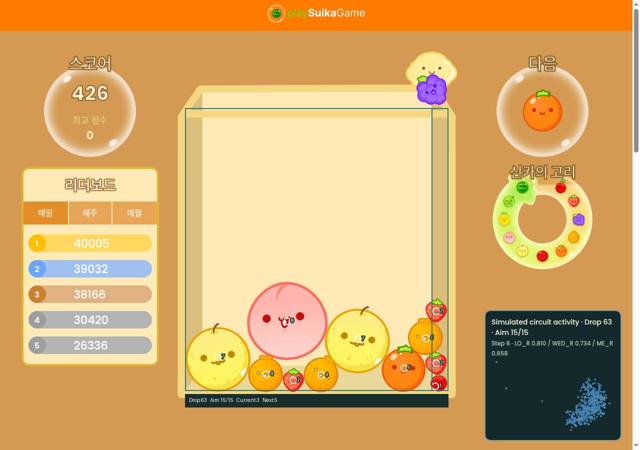 playSuikaGame
스코어
426
최고 점수
0
리더보드
매일
매주
매월
1 40005
2 39032
3 38166
4 30420
5 26336
다음
산카의 고리
Simulated circuit activity · Drop 63
· Aim 15/15
Step 6 · LO_R 0.810 / LWED_R 0.734 / ME_R
0.658
Drop63 Aim 15/15 Current3 Next5